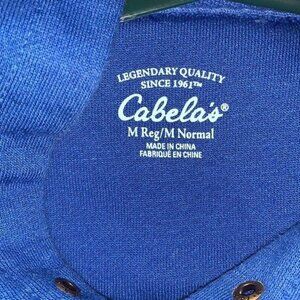 LEGENDARY QUALITY
SINCE 1961™
Cabela's®
M Reg/M Normal
MADE IN CHINA
FABRIQUÉ EN CHINE